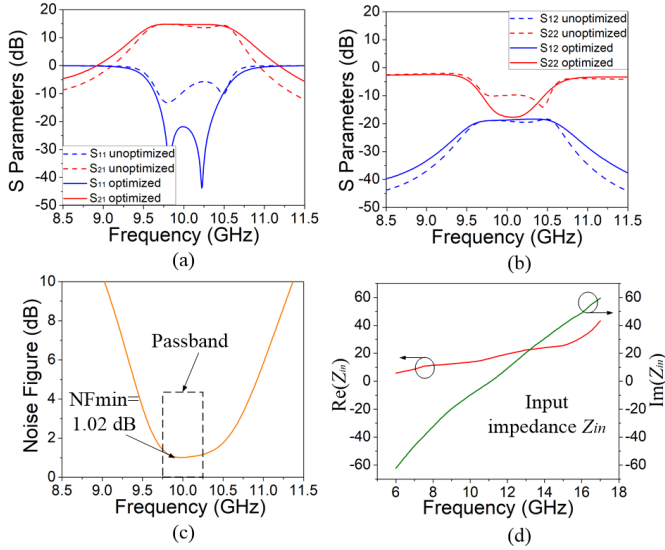 20
10
0
-10
-20
-30
-40
-50
S Parameters (dB)
S11 unoptimized
S21 unoptimized
S11 optimized
S21 optimized
8.5 9.0 9.5 10.0 10.5 11.0 11.5
Frequency (GHz)
(a)
20
10
0
-10
-20
-30
-40
-50
S Parameters (dB)
S12 unoptimized
S22 unoptimized
S12 optimized
S22 optimized
8.5 9.0 9.5 10.0 10.5 11.0 11.5
Frequency (GHz)
(b)
10
8
6
4
2
0
Noise Figure (dB)
Passband
NFmin=
1.02 dB
8.5 9.0 9.5 10.0 10.5 11.0 11.5
Frequency (GHz)
(c)
60
40
20
0
-20
-40
-60
Re(Zin)
60
40
20
0
-20
-40
-60
Im(Zin)
Input
impedance Zin
6 8 10 12 14 16 18
Frequency (GHz)
(d)